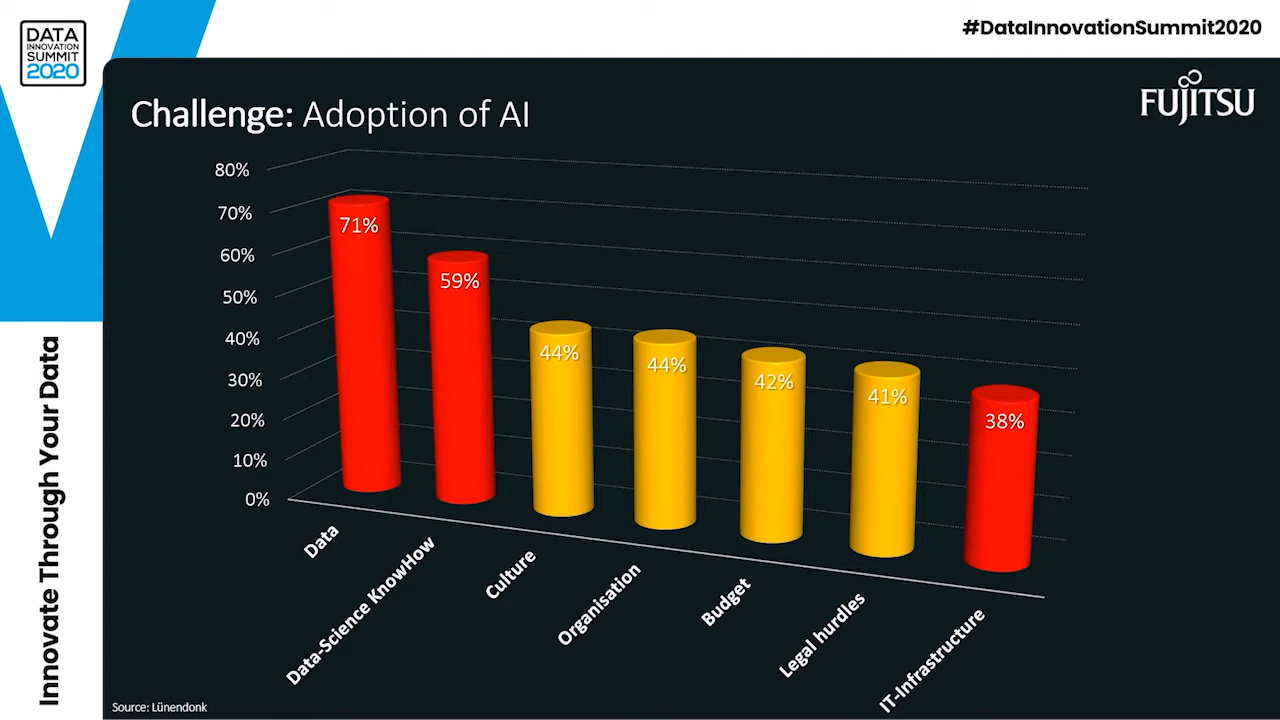 DATA
INNOVATION
SUMMIT
2020
#DataInnovationSummit2020
Innovate Through Your Data
FUJITSU
Challenge: Adoption of AI
80%
70%
60%
50%
40%
30%
20%
10%
0%
71%
59%
44%
44%
42%
41%
38%
Data
Data-Science KnowHow
Culture
Organisation
Budget
Legal hurdles
IT-Infrastructure
Source: Lünendonk